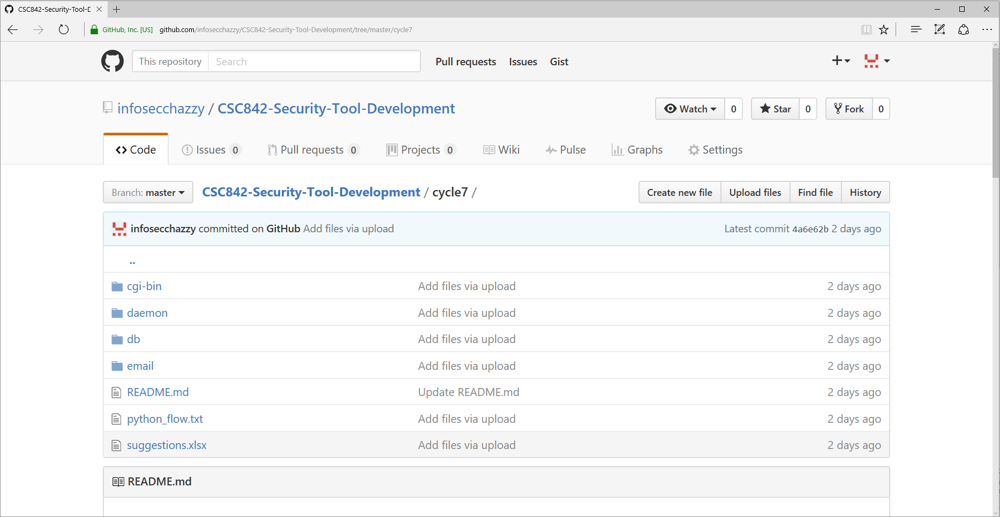 CSC842-Security-Tool-D
GitHub, Inc. [US] github.com/infosecchazzy/CSC842-Security-Tool-Development/tree/master/cycle7
This repository Search Pull requests Issues Gist
infosecchazzy / CSC842-Security-Tool-Development Watch 0 Star 0 Fork 0
Code Issues 0 Pull requests 0 Projects 0 Wiki Pulse Graphs Settings
Branch: master CSC842-Security-Tool-Development / cycle7 / Create new file Upload files Find file History
infosecchazzy committed on GitHub Add files via upload Latest commit 4a6e62b 2 days ago
..
cgi-bin Add files via upload 2 days ago
daemon Add files via upload 2 days ago
db Add files via upload 2 days ago
email Add files via upload 2 days ago
README.md Update README.md 2 days ago
python_flow.txt Add files via upload 2 days ago
suggestions.xlsx Add files via upload 2 days ago
README.md